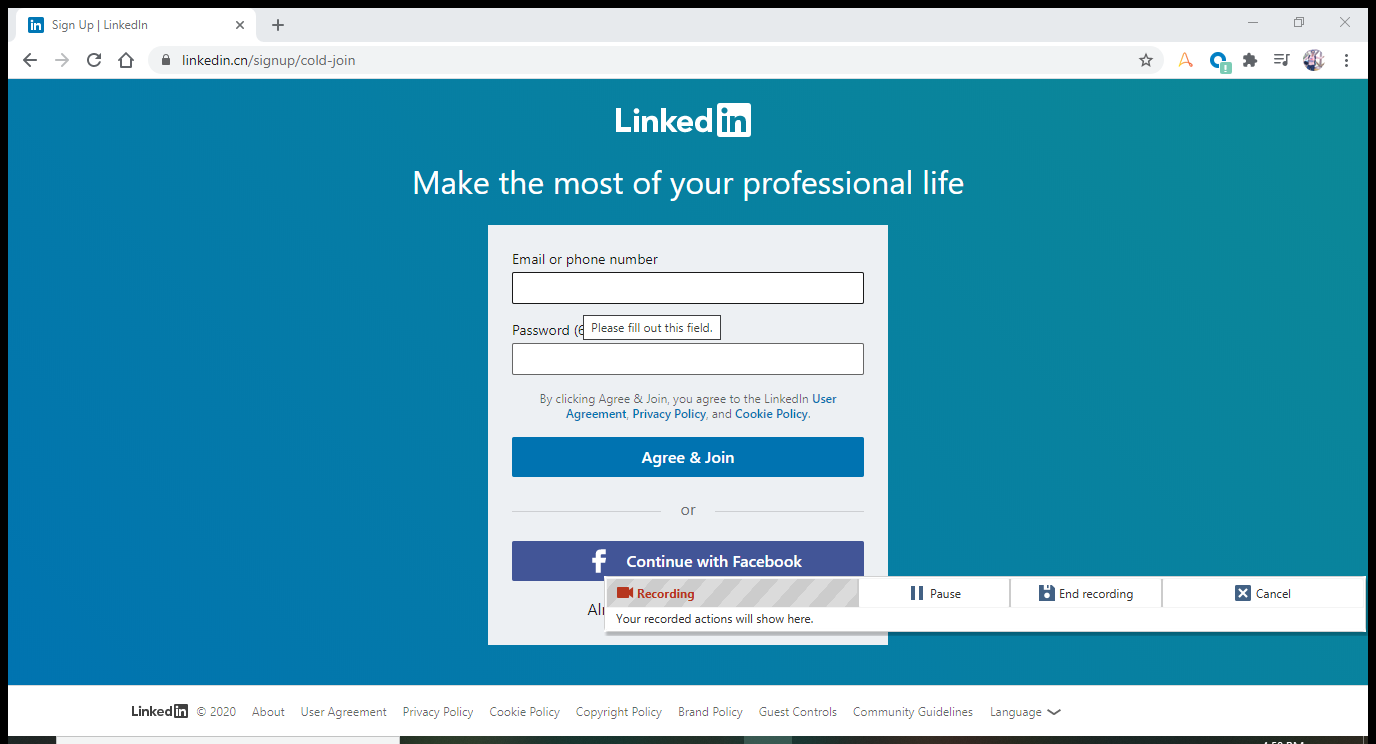 Sign Up | LinkedIn
linkedin.cn/signup/cold-join
Linked in
Make the most of your professional life
Email or phone number
Please fill out this field.
Password (6
By clicking Agree & Join, you agree to the LinkedIn User
Agreement, Privacy Policy, and Cookie Policy.
Agree & Join
or
Continue with Facebook
Recording Pause End recording Cancel
Your recorded actions will show here.
Linked in © 2020 About User Agreement Privacy Policy Cookie Policy Copyright Policy Brand Policy Guest Controls Community Guidelines Language